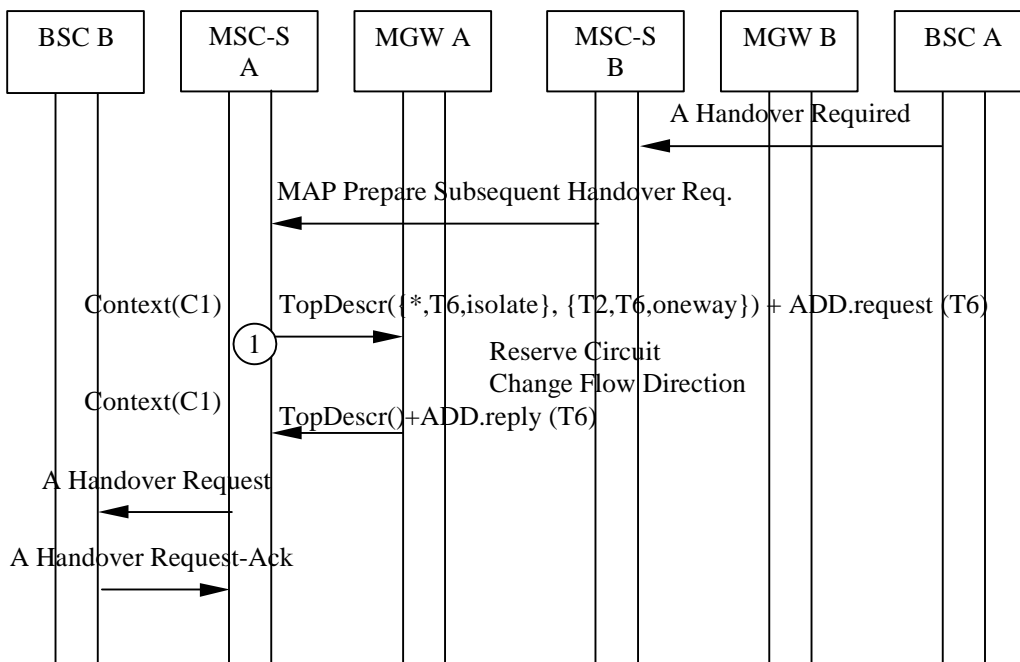 BSC B
MSC-S
A
MGW A
MSC-S
B
MGW B
BSC A
A Handover Required
MAP Prepare Subsequent Handover Req.
Context(C1)
TopDescr({*,T6,isolate}, {T2,T6,oneway}) + ADD.request (T6)
1
Reserve Circuit
Change Flow Direction
Context(C1)
TopDescr()+ADD.reply (T6)
A Handover Request
A Handover Request-Ack